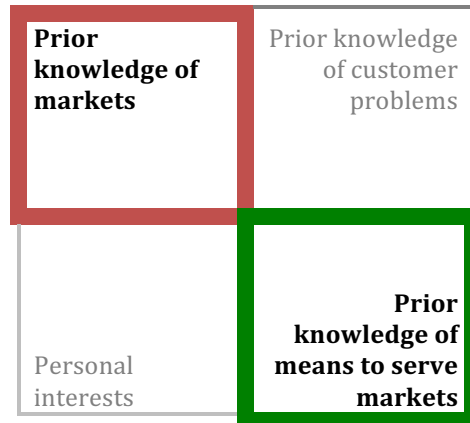 Prior
knowledge of
markets
Prior knowledge
of customer
problems
Personal
interests
Prior
knowledge of
means to serve
markets